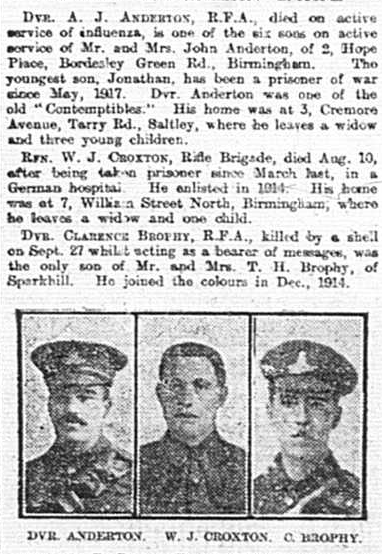 DVR. A. J. ANDERTON, R.F.A., died on active
service of influenza, is one of the six sons on active
service of Mr. and Mrs. John Anderton, of 2, Hope
Place, Bordesley Green Rd., Birmingham. The
youngest son, Jonathan, has been a prisoner of war
since May, 1917. Dvr. Anderton was one of the
old "Contemptibles." His home was at 3, Cremore
Avenue, Tarry Rd., Saltley, where he leaves a widow
and three young children.
RFN. W. J. CROXTON, Rifle Brigade, died Aug. 10,
after being taken prisoner since March last, in a
German hospital. He enlisted in 1914. His home
was at 7, William Street North, Birmingham, where
he leaves a widow and one child.
DVR. CLARENCE BROPHY, R.F.A., killed by a shell
on Sept. 27 whilst acting as a bearer of messages, was
the only son of Mr. and Mrs. T. H. Brophy, of
Sparkhill. He joined the colours in Dec., 1914.
DVR. ANDERTON. W. J. CROXTON. C. BROPHY.